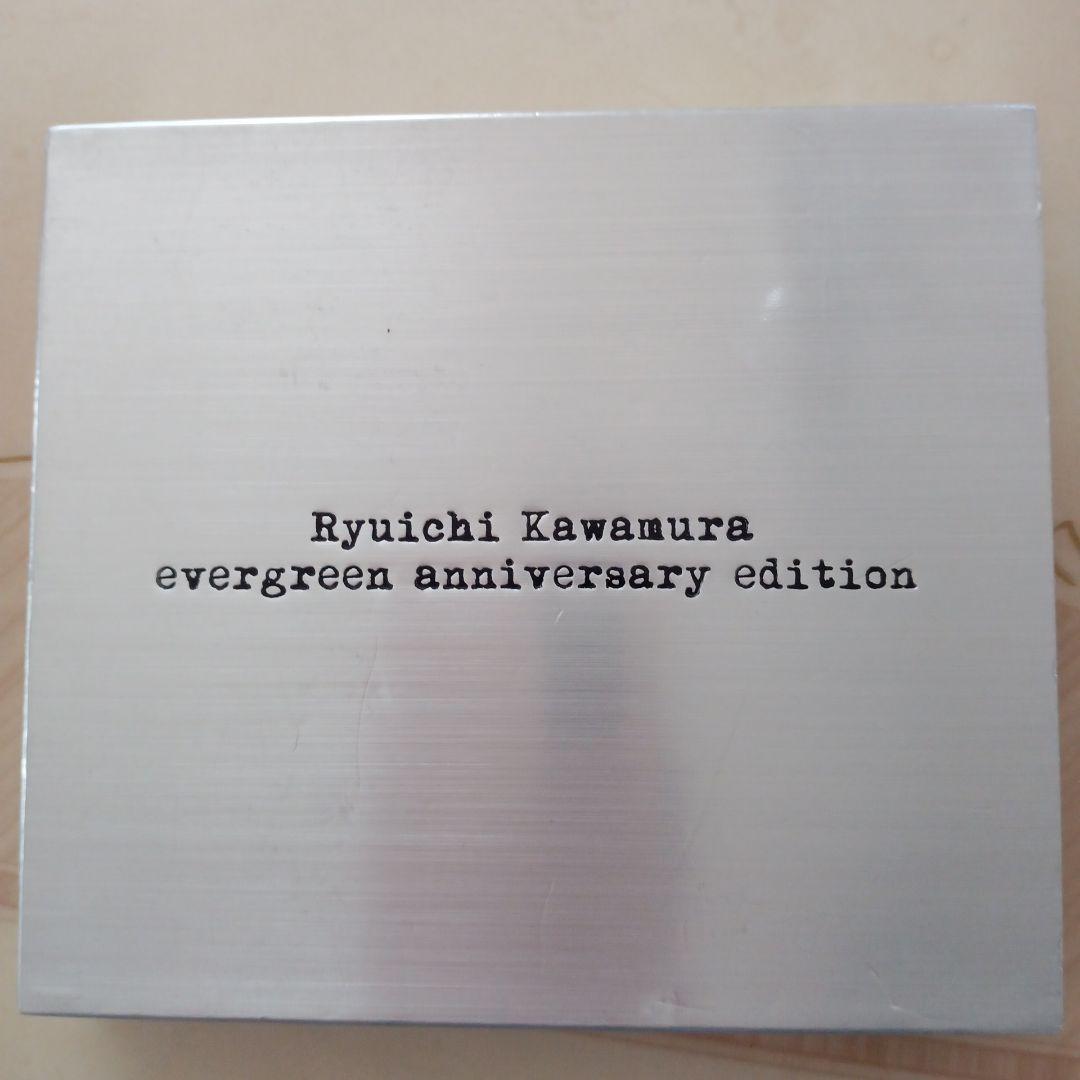 Ryuichi Kawamura
evergreen anniversary edition